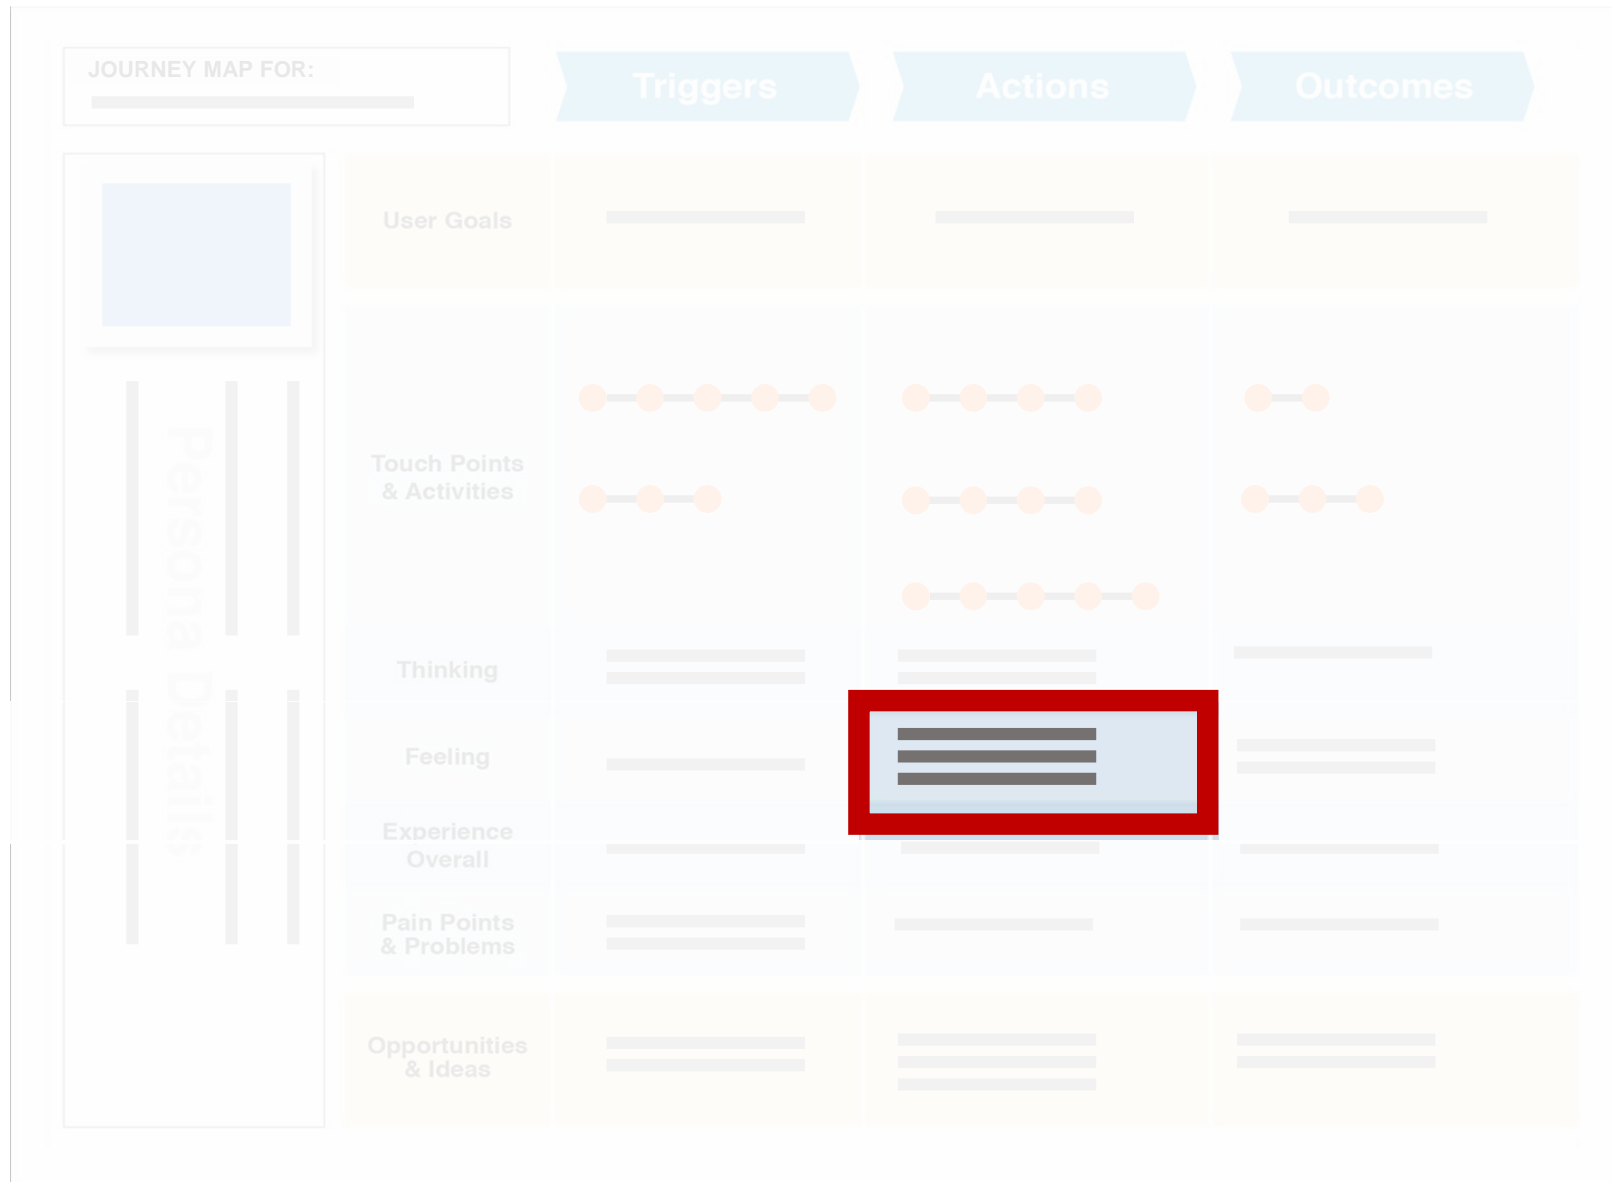 JOURNEY MAP FOR:
Triggers
Actions
Outcomes
Persona Details
User Goals
Touch Points
& Activities
Thinking
Feeling
Experience
Overall
Pain Points
& Problems
Opportunities
& Ideas